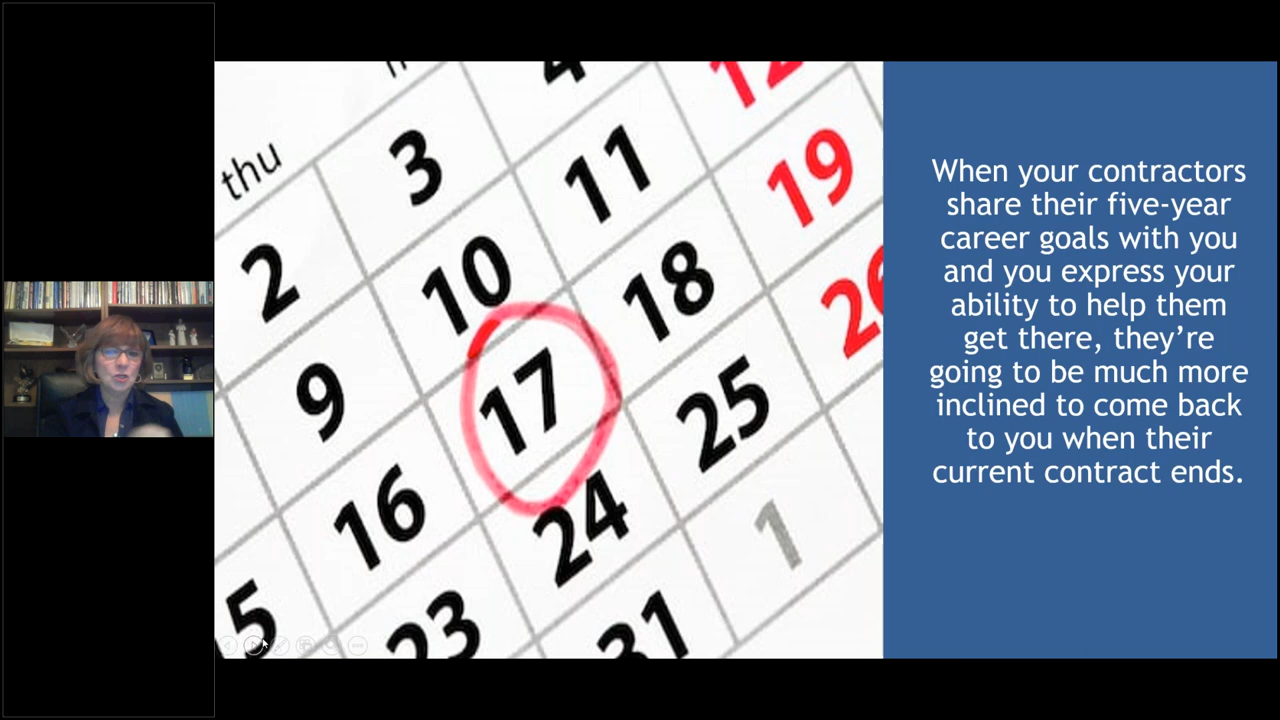 thu
3
4
12
11
19
2
10
18
26
9
17
25
16
24
1
5
23
31
When your contractors
share their five-year
career goals with you
and you express your
ability to help them
get there, they’re
going to be much more
inclined to come back
to you when their
current contract ends.